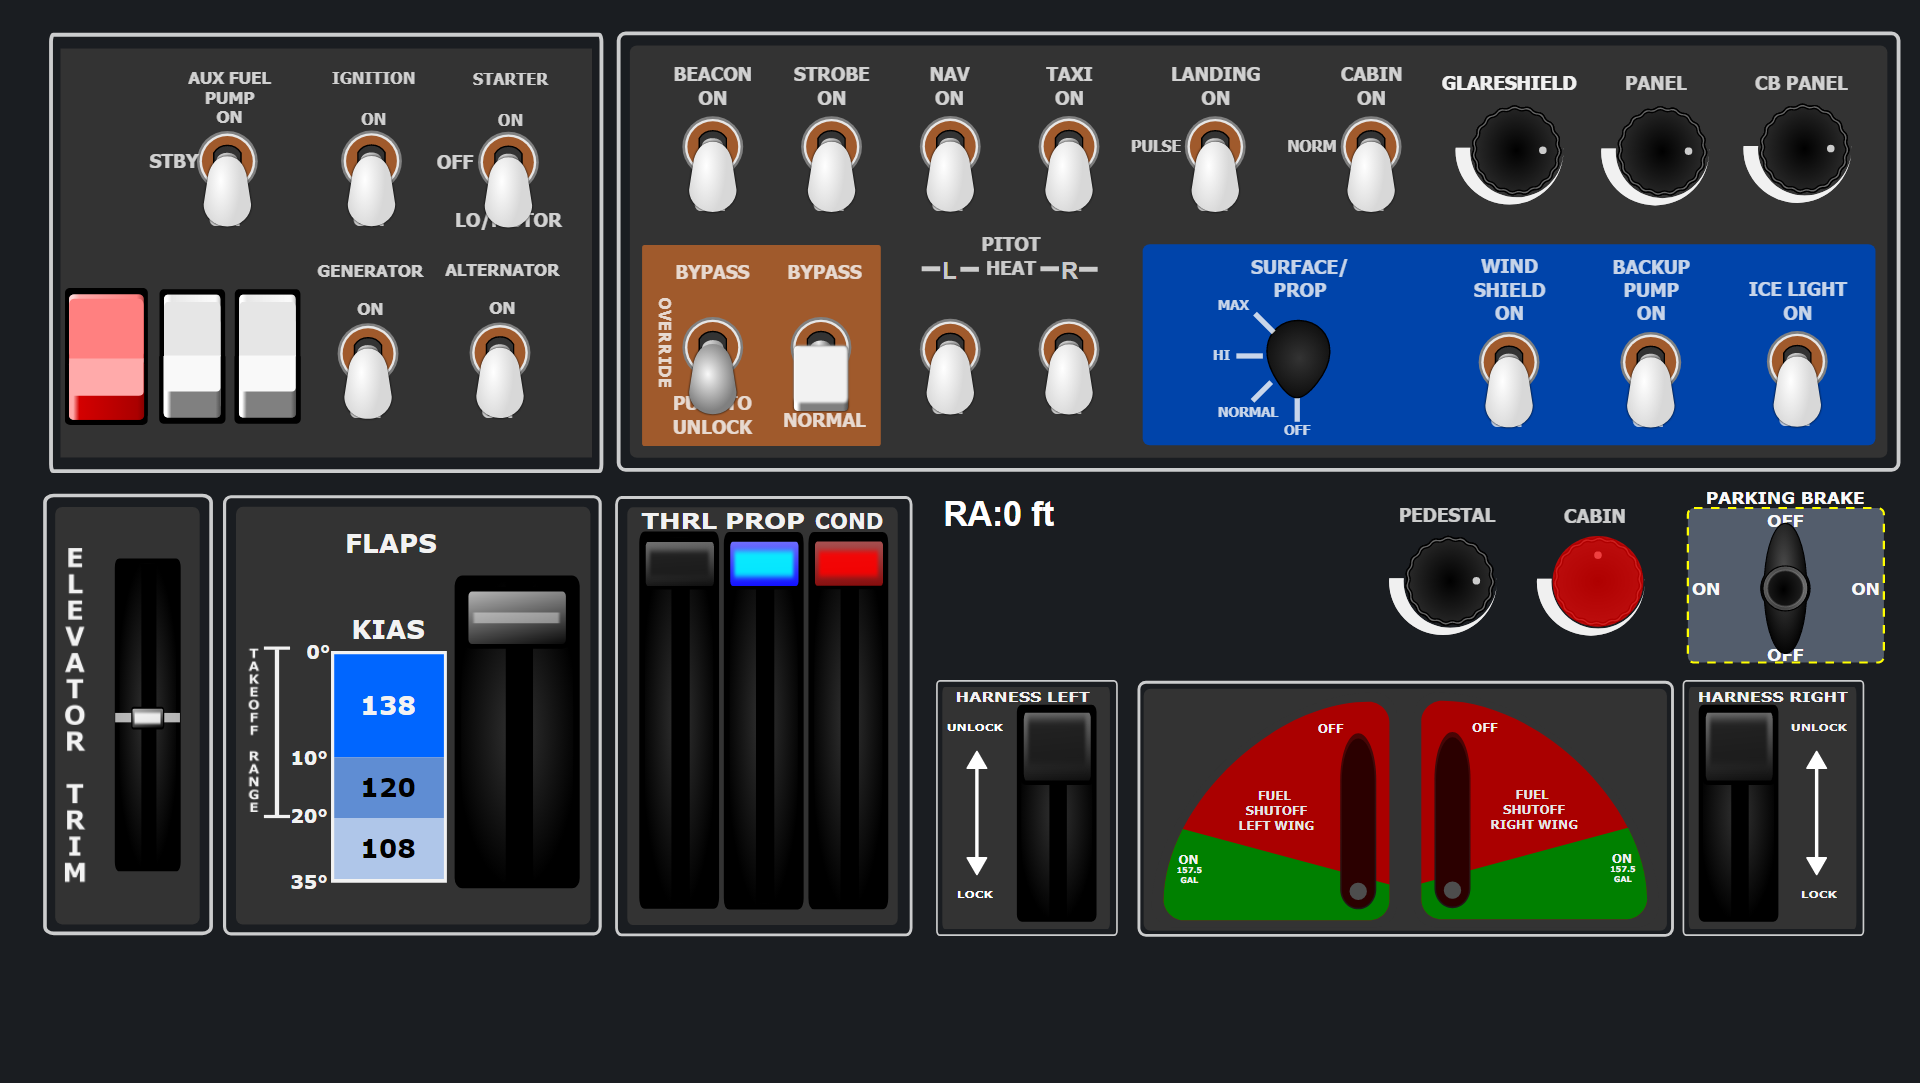 AUX FUEL
PUMP
ON
STBY
IGNITION
ON
STARTER
ON
OFF
GENERATOR
ON
ALTERNATOR
ON
BEACON
ON
STROBE
ON
NAV
ON
TAXI
ON
LANDING
ON
PULSE
CABIN
ON
NORM
GLARESHIELD
PANEL
CB PANEL
BYPASS
OVERRIDE
UNLOCK
BYPASS
NORMAL
PITOT
L HEAT R
SURFACE/
PROP
MAX
HI
NORMAL
OFF
WIND
SHIELD
ON
BACKUP
PUMP
ON
ICE LIGHT
ON
ELEVATOR TRIM
FLAPS
KIAS
TAKEOFF RANGE
0°
138
10°
120
20°
108
35°
THRL PROP COND
RA:0 ft
PEDESTAL
CABIN
PARKING BRAKE
OFF
ON ON
OFF
HARNESS LEFT
UNLOCK
LOCK
OFF
FUEL
SHUTOFF
LEFT WING
ON
157.5
GAL
OFF
FUEL
SHUTOFF
RIGHT WING
ON
157.5
GAL
HARNESS RIGHT
UNLOCK
LOCK